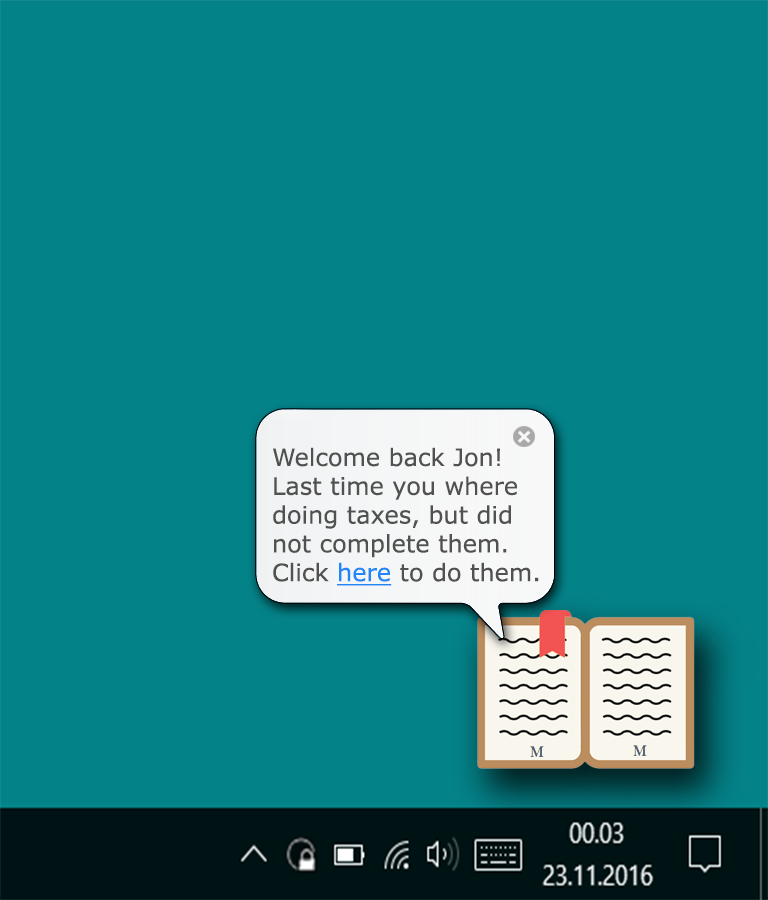 Welcome back Jon!
Last time you where
doing taxes, but did
not complete them.
Click here to do them.
M M
00.03
23.11.2016